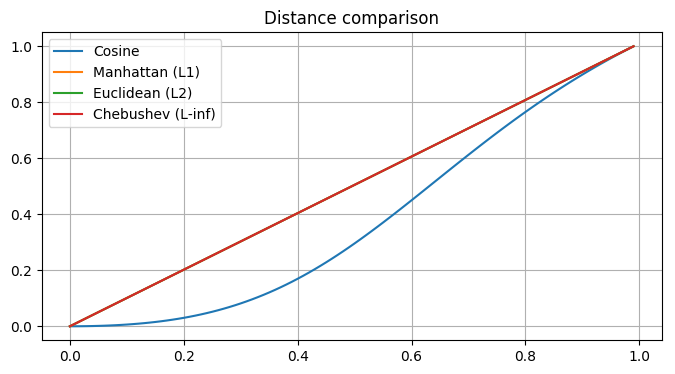 Distance comparison
1.0
0.8
0.6
0.4
0.2
0.0
Cosine
Manhattan (L1)
Euclidean (L2)
Chebushev (L-inf)
0.0 0.2 0.4 0.6 0.8 1.0